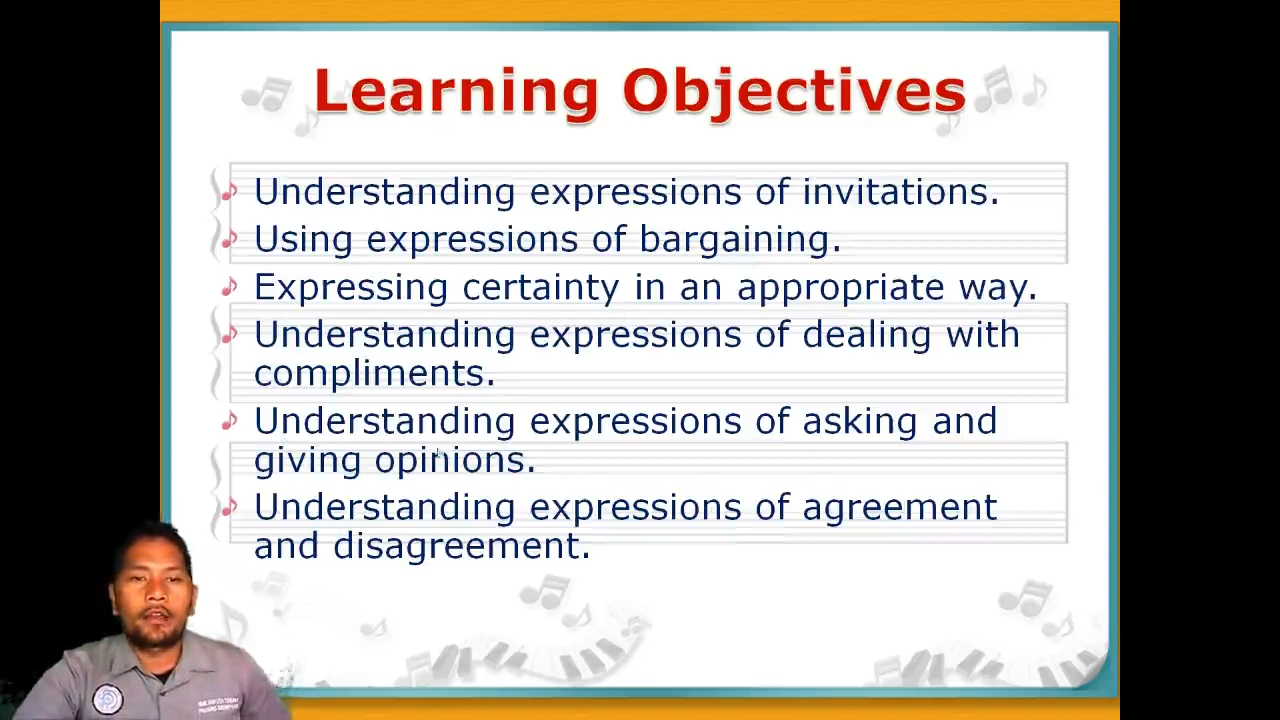 Learning Objectives
Understanding expressions of invitations.
Using expressions of bargaining.
Expressing certainty in an appropriate way.
Understanding expressions of dealing with
compliments.
Understanding expressions of asking and
giving opinions.
Understanding expressions of agreement
and disagreement.